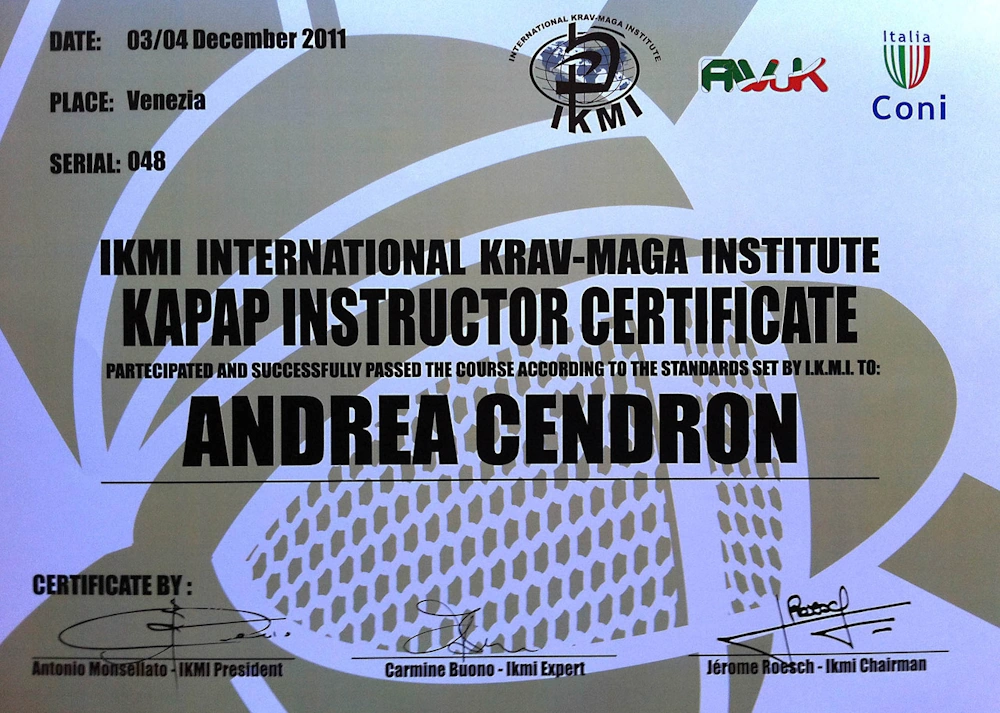 DATE: 03/04 December 2011
PLACE: Venezia
SERIAL: 048
INTERNATIONAL KRAV-MAGA INSTITUTE
IKMI
Italia
Coni
IKMI INTERNATIONAL KRAV-MAGA INSTITUTE
KAPAP INSTRUCTOR CERTIFICATE
PARTECIPATED AND SUCCESSFULLY PASSED THE COURSE ACCORDING TO THE STANDARDS SET BY I.K.M.I. TO:
ANDREA CENDRON
CERTIFICATE BY :
Antonio Monsellato - IKMI President
Carmine Buono - Ikmi Expert
Jérome Roesch - Ikmi Chairman